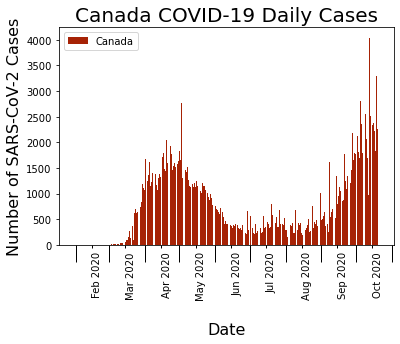 Canada COVID-19 Daily Cases
Number of SARS-CoV-2 Cases
4000
3500
3000
2500
2000
1500
1000
500
0
Canada
Feb 2020
Mar 2020
Apr 2020
May 2020
Jun 2020
Jul 2020
Aug 2020
Sep 2020
Oct 2020
Date